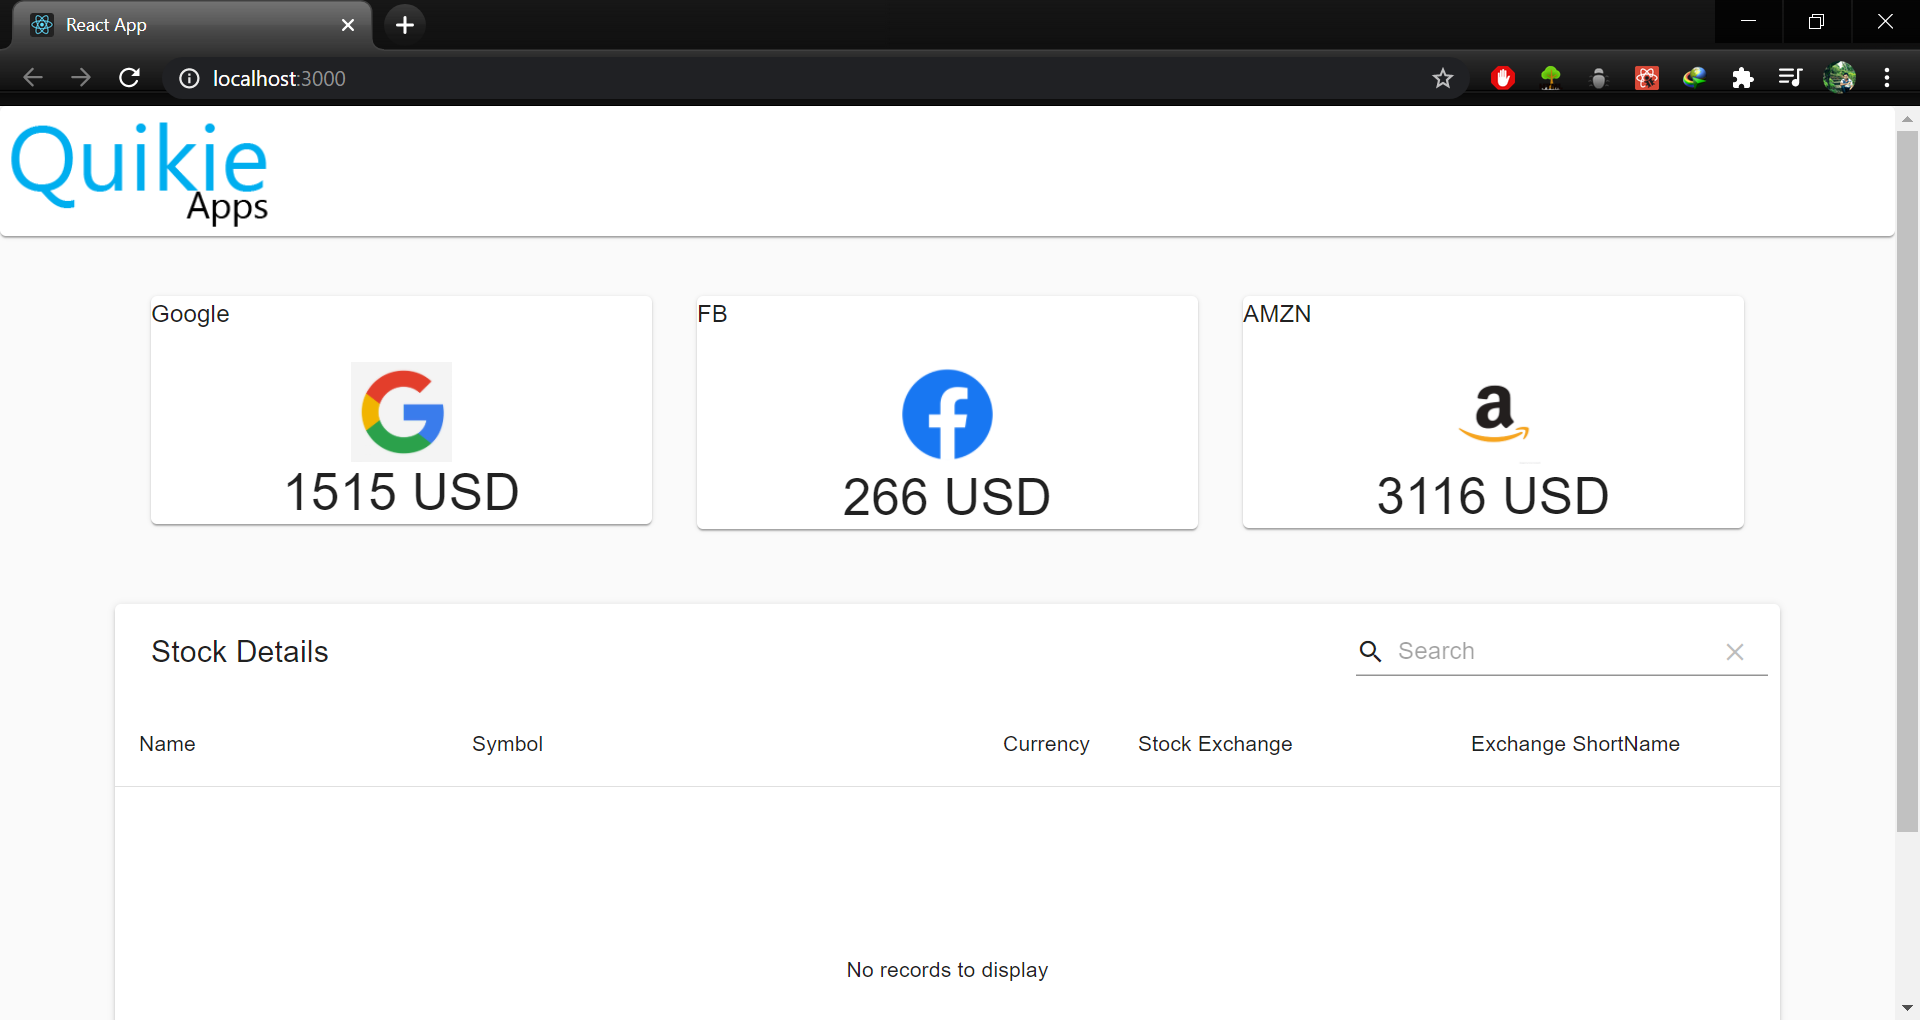 React App
localhost:3000
Quikie
Apps
Google
FB
AMZN
1515 USD
266 USD
3116 USD
Stock Details
Search
Name Symbol Currency Stock Exchange Exchange ShortName
No records to display